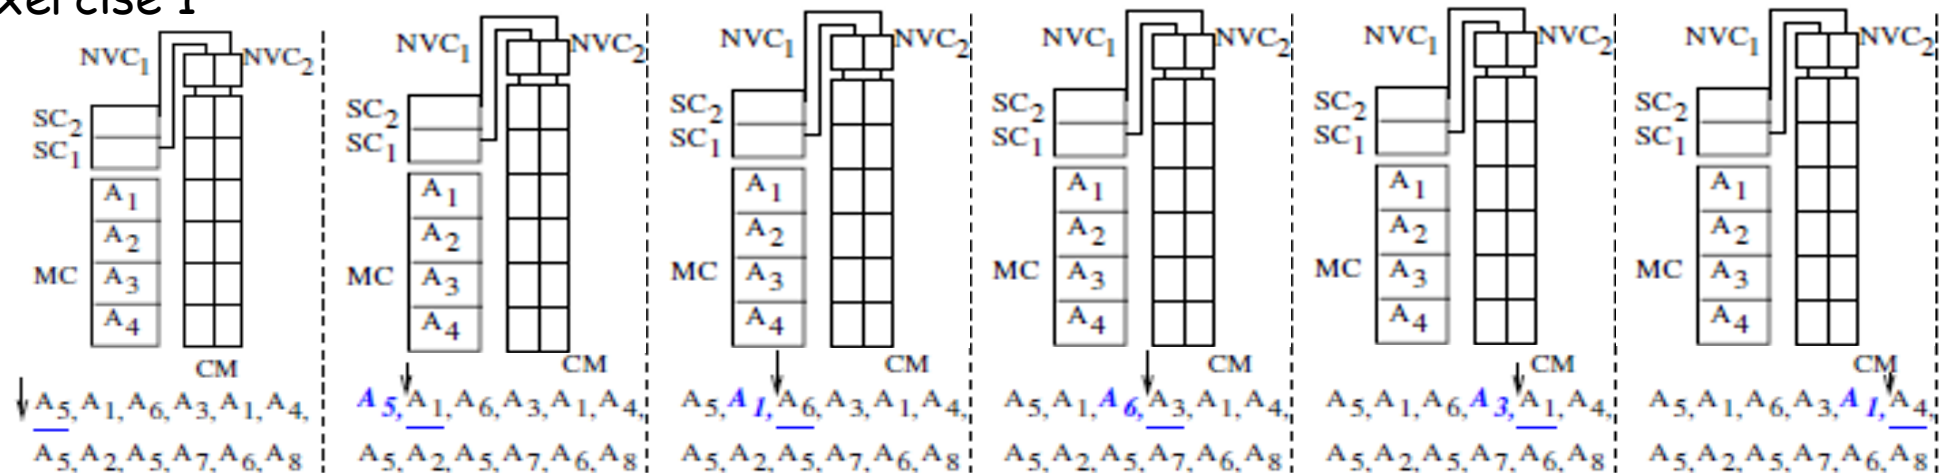 xercise 1
NVC1 NVC2
SC2
SC1
A1
A2
MC A3
A4
CM
A5, A1, A6, A3, A1, A4,
A5, A2, A5, A7, A6, A8
NVC1 NVC2
SC2
SC1
A1
A2
MC A3
A4
CM
A5, A1, A6, A3, A1, A4,
A5, A2, A5, A7, A6, A8
NVC1 NVC2
SC2
SC1
A1
A2
MC A3
A4
CM
A5, A1, A6, A3, A1, A4,
A5, A2, A5, A7, A6, A8
NVC1 NVC2
SC2
SC1
A1
A2
MC A3
A4
CM
A5, A1, A6, A3, A1, A4,
A5, A2, A5, A7, A6, A8
NVC1 NVC2
SC2
SC1
A1
A2
MC A3
A4
CM
A5, A1, A6, A3, A1, A4,
A5, A2, A5, A7, A6, A8
NVC1 NVC2
SC2
SC1
A1
A2
MC A3
A4
CM
A5, A1, A6, A3, A1, A4,
A5, A2, A5, A7, A6, A8